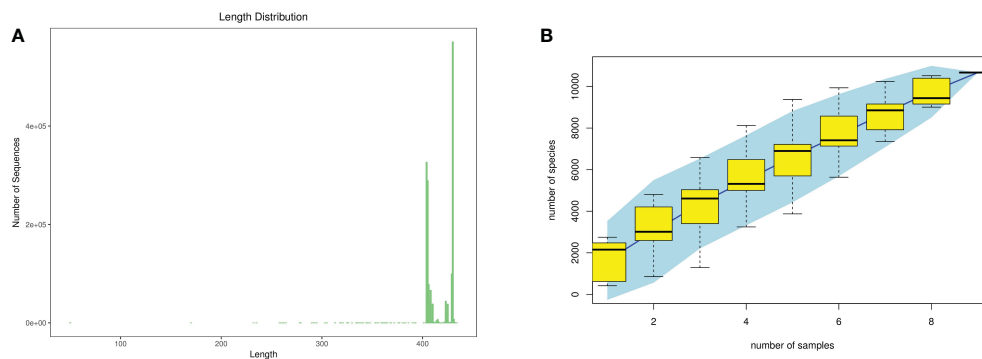 A
Length Distribution
Number of Sequences
4e+05
2e+05
0e+00
100
200
300
400
Length
B
number of species
10000
8000
6000
4000
2000
0
2
4
6
8
number of samples